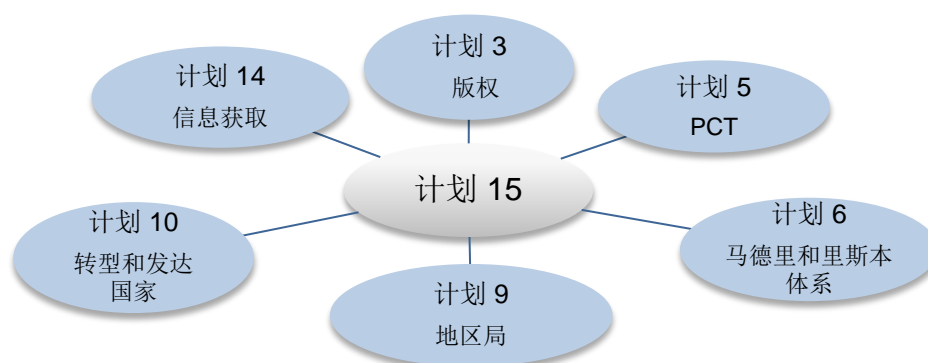 计划 3
版权
计划 14
信息获取
计划 5
PCT
计划 15
计划 10
转型和发达
国家
计划 6
马德里和里斯本
体系
计划 9
地区局